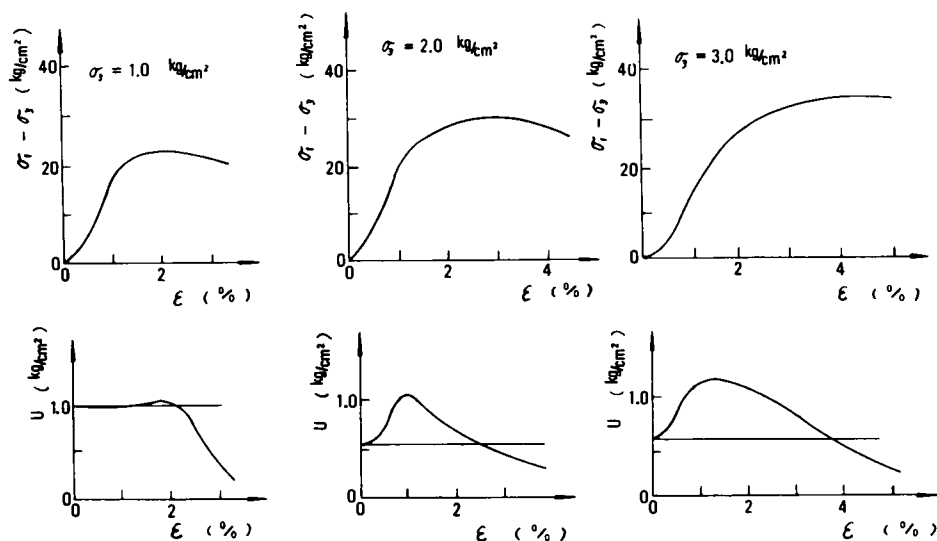 σ₁ - σ₃ ( kg/cm² )
40
20
0
σ₃ = 1.0 kg/cm²
0
2
ε ( % )
σ₁ - σ₃ ( kg/cm² )
40
20
0
σ₃ = 2.0 kg/cm²
0
2
4
ε ( % )
σ₁ - σ₃ ( kg/cm² )
40
20
0
σ₃ = 3.0 kg/cm²
0
2
4
ε ( % )
U ( kg/cm² )
1.0
0
0
2
ε ( % )
U ( kg/cm² )
1.0
0
0
2
ε ( % )
U ( kg/cm² )
1.0
0
0
2
4
ε ( % )